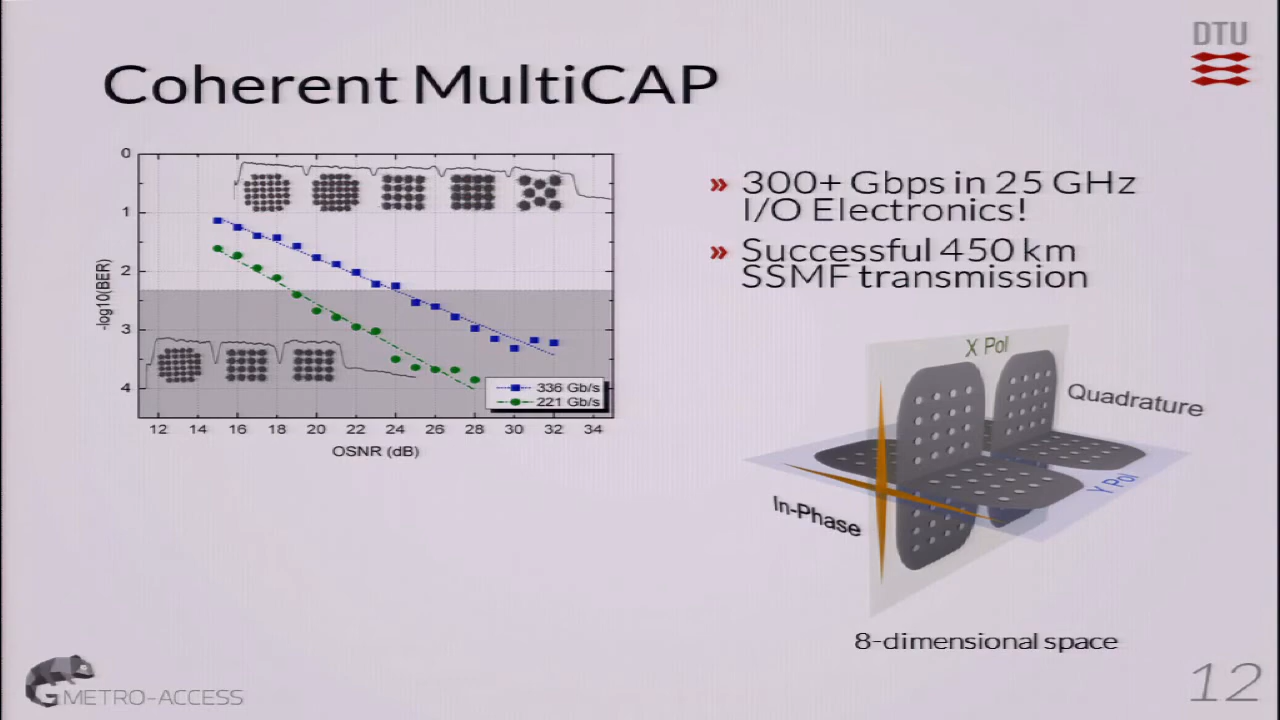 DTU
Coherent MultiCAP
0
1
2
3
4
-log10(BER)
336 Gb/s
221 Gb/s
12 14 16 18 20 22 24 26 28 30 32 34
OSNR (dB)
» 300+ Gbps in 25 GHz
I/O Electronics!
» Successful 450 km
SSMF transmission
X Pol
Quadrature
Y Pol
In-Phase
8-dimensional space
G METRO-ACCESS
12